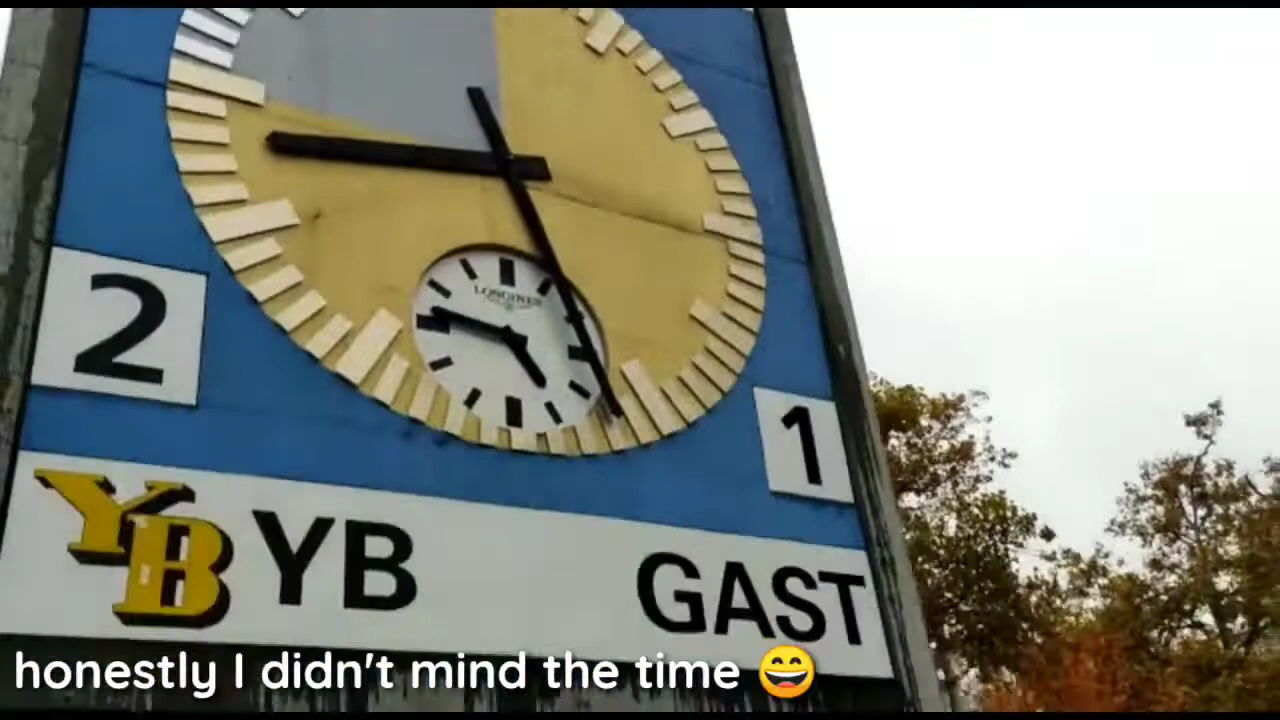 LONGINES
2
1
YB YB GAST
honestly I didn't mind the time 😄